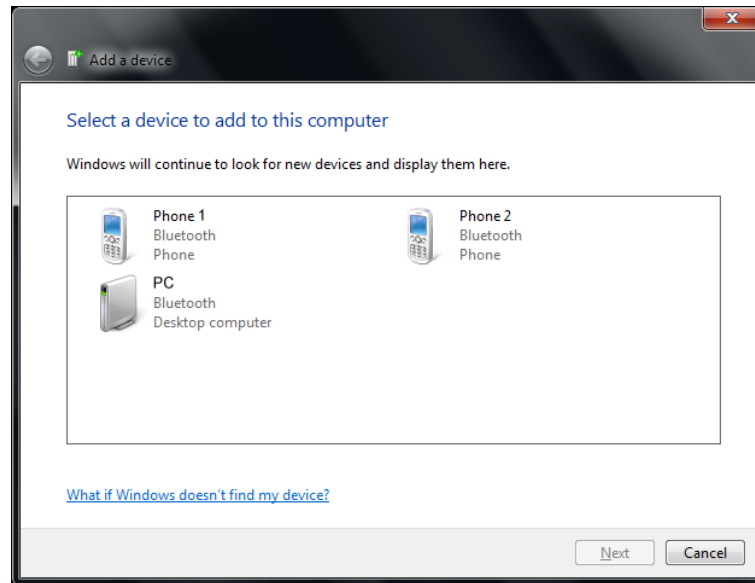 Add a device
Select a device to add to this computer
Windows will continue to look for new devices and display them here.
Phone 1
Bluetooth
Phone
Phone 2
Bluetooth
Phone
PC
Bluetooth
Desktop computer
What if Windows doesn't find my device?
Next
Cancel